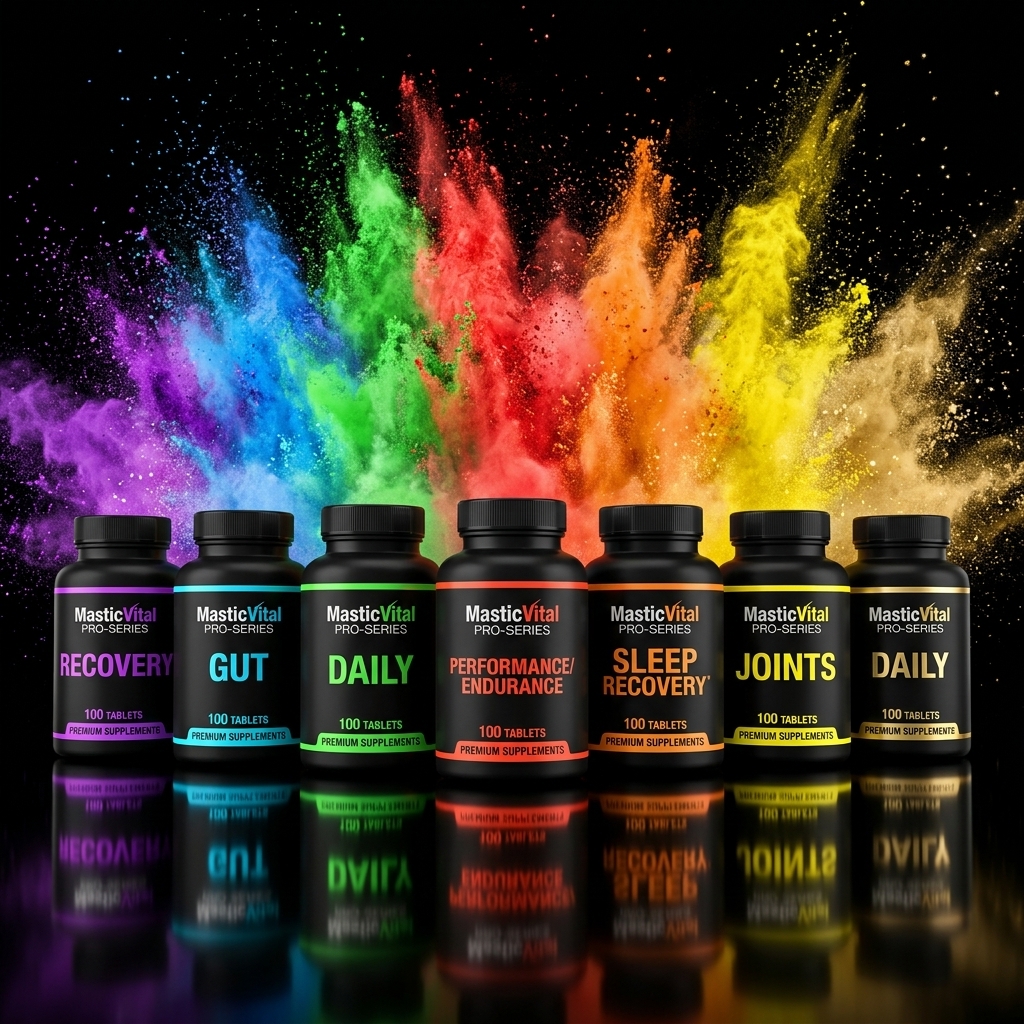 MasticVital
PRO-SERIES
RECOVERY
100 TABLETS
PREMIUM SUPPLEMENTS
MasticVital
PRO-SERIES
GUT
100 TABLETS
PREMIUM SUPPLEMENTS
MasticVital
PRO-SERIES
DAILY
100 TABLETS
PREMIUM SUPPLEMENTS
MasticVital
PRO-SERIES
PERFORMANCE/
ENDURANCE
100 TABLETS
PREMIUM SUPPLEMENTS
MasticVital
PRO-SERIES
SLEEP
RECOVERY*
100 TABLETS
PREMIUM SUPPLEMENTS
MasticVital
PRO-SERIES
JOINTS
100 TABLETS
PREMIUM SUPPLEMENTS
MasticVital
PRO-SERIES
DAILY
100 TABLETS
PREMIUM SUPPLEMENTS